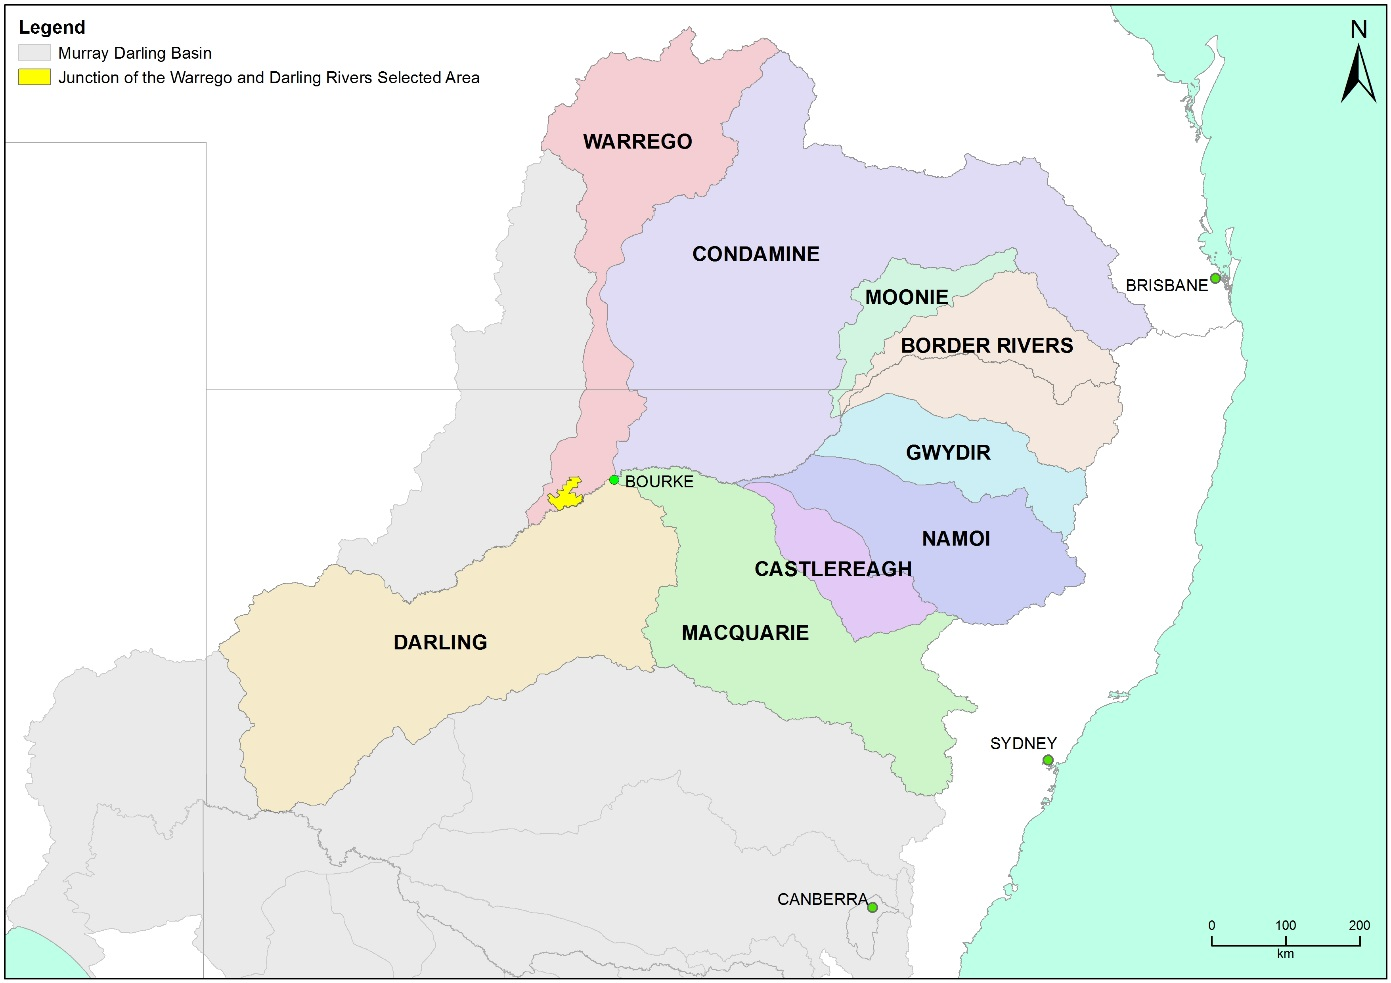 Legend
Murray Darling Basin
Junction of the Warrego and Darling Rivers Selected Area
N
WARREGO
CONDAMINE
BRISBANE
MOONIE
BORDER RIVERS
GWYDIR
BOURKE
NAMOI
CASTLEREAGH
MACQUARIE
DARLING
SYDNEY
CANBERRA
0 100 200
km